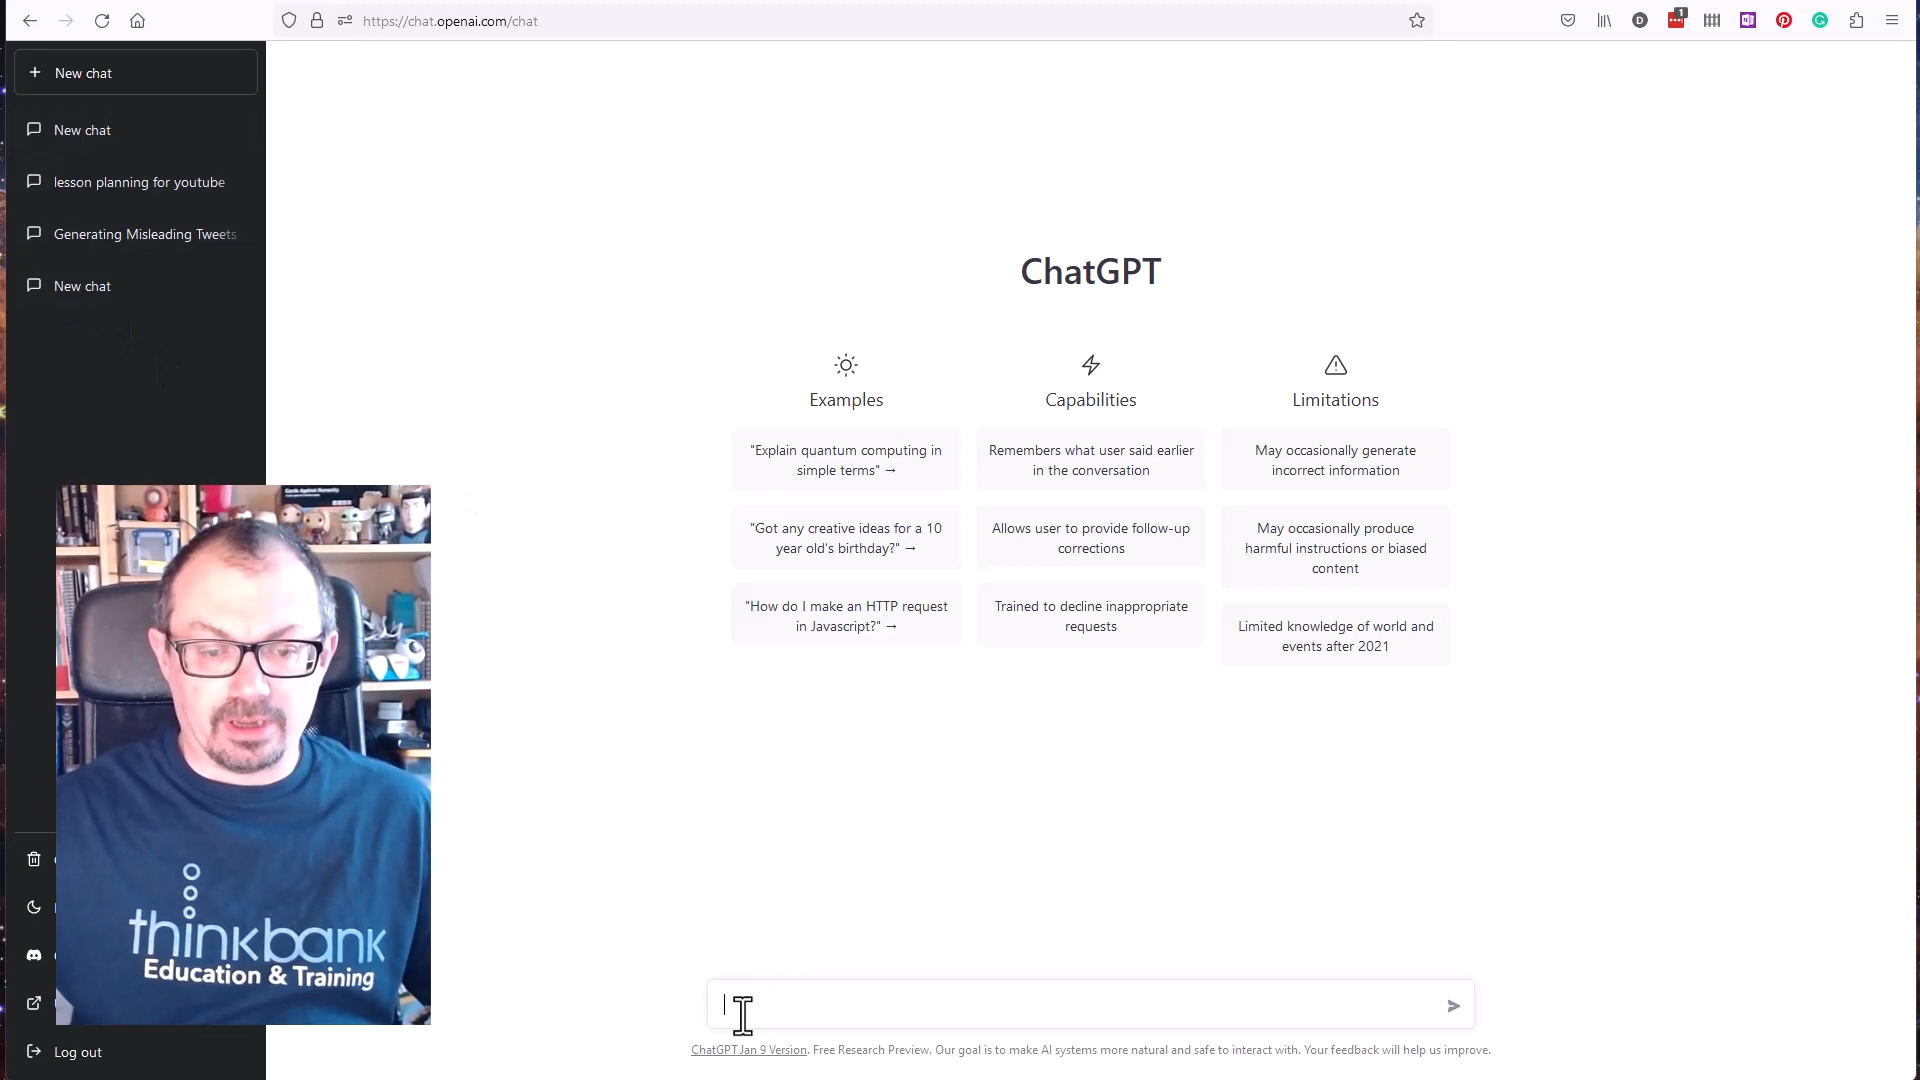 https://chat.openai.com/chat
1
New chat
New chat
lesson planning for youtube
Generating Misleading Tweets
New chat
Log out
ChatGPT
Examples
"Explain quantum computing in
simple terms" →
"Got any creative ideas for a 10
year old's birthday?" →
"How do I make an HTTP request
in Javascript?" →
Capabilities
Remembers what user said earlier
in the conversation
Allows user to provide follow-up
corrections
Trained to decline inappropriate
requests
Limitations
May occasionally generate
incorrect information
May occasionally produce
harmful instructions or biased
content
Limited knowledge of world and
events after 2021
Cards Against Humanity
thinkbank
Education & Training
ChatGPT Jan 9 Version. Free Research Preview. Our goal is to make AI systems more natural and safe to interact with. Your feedback will help us improve.